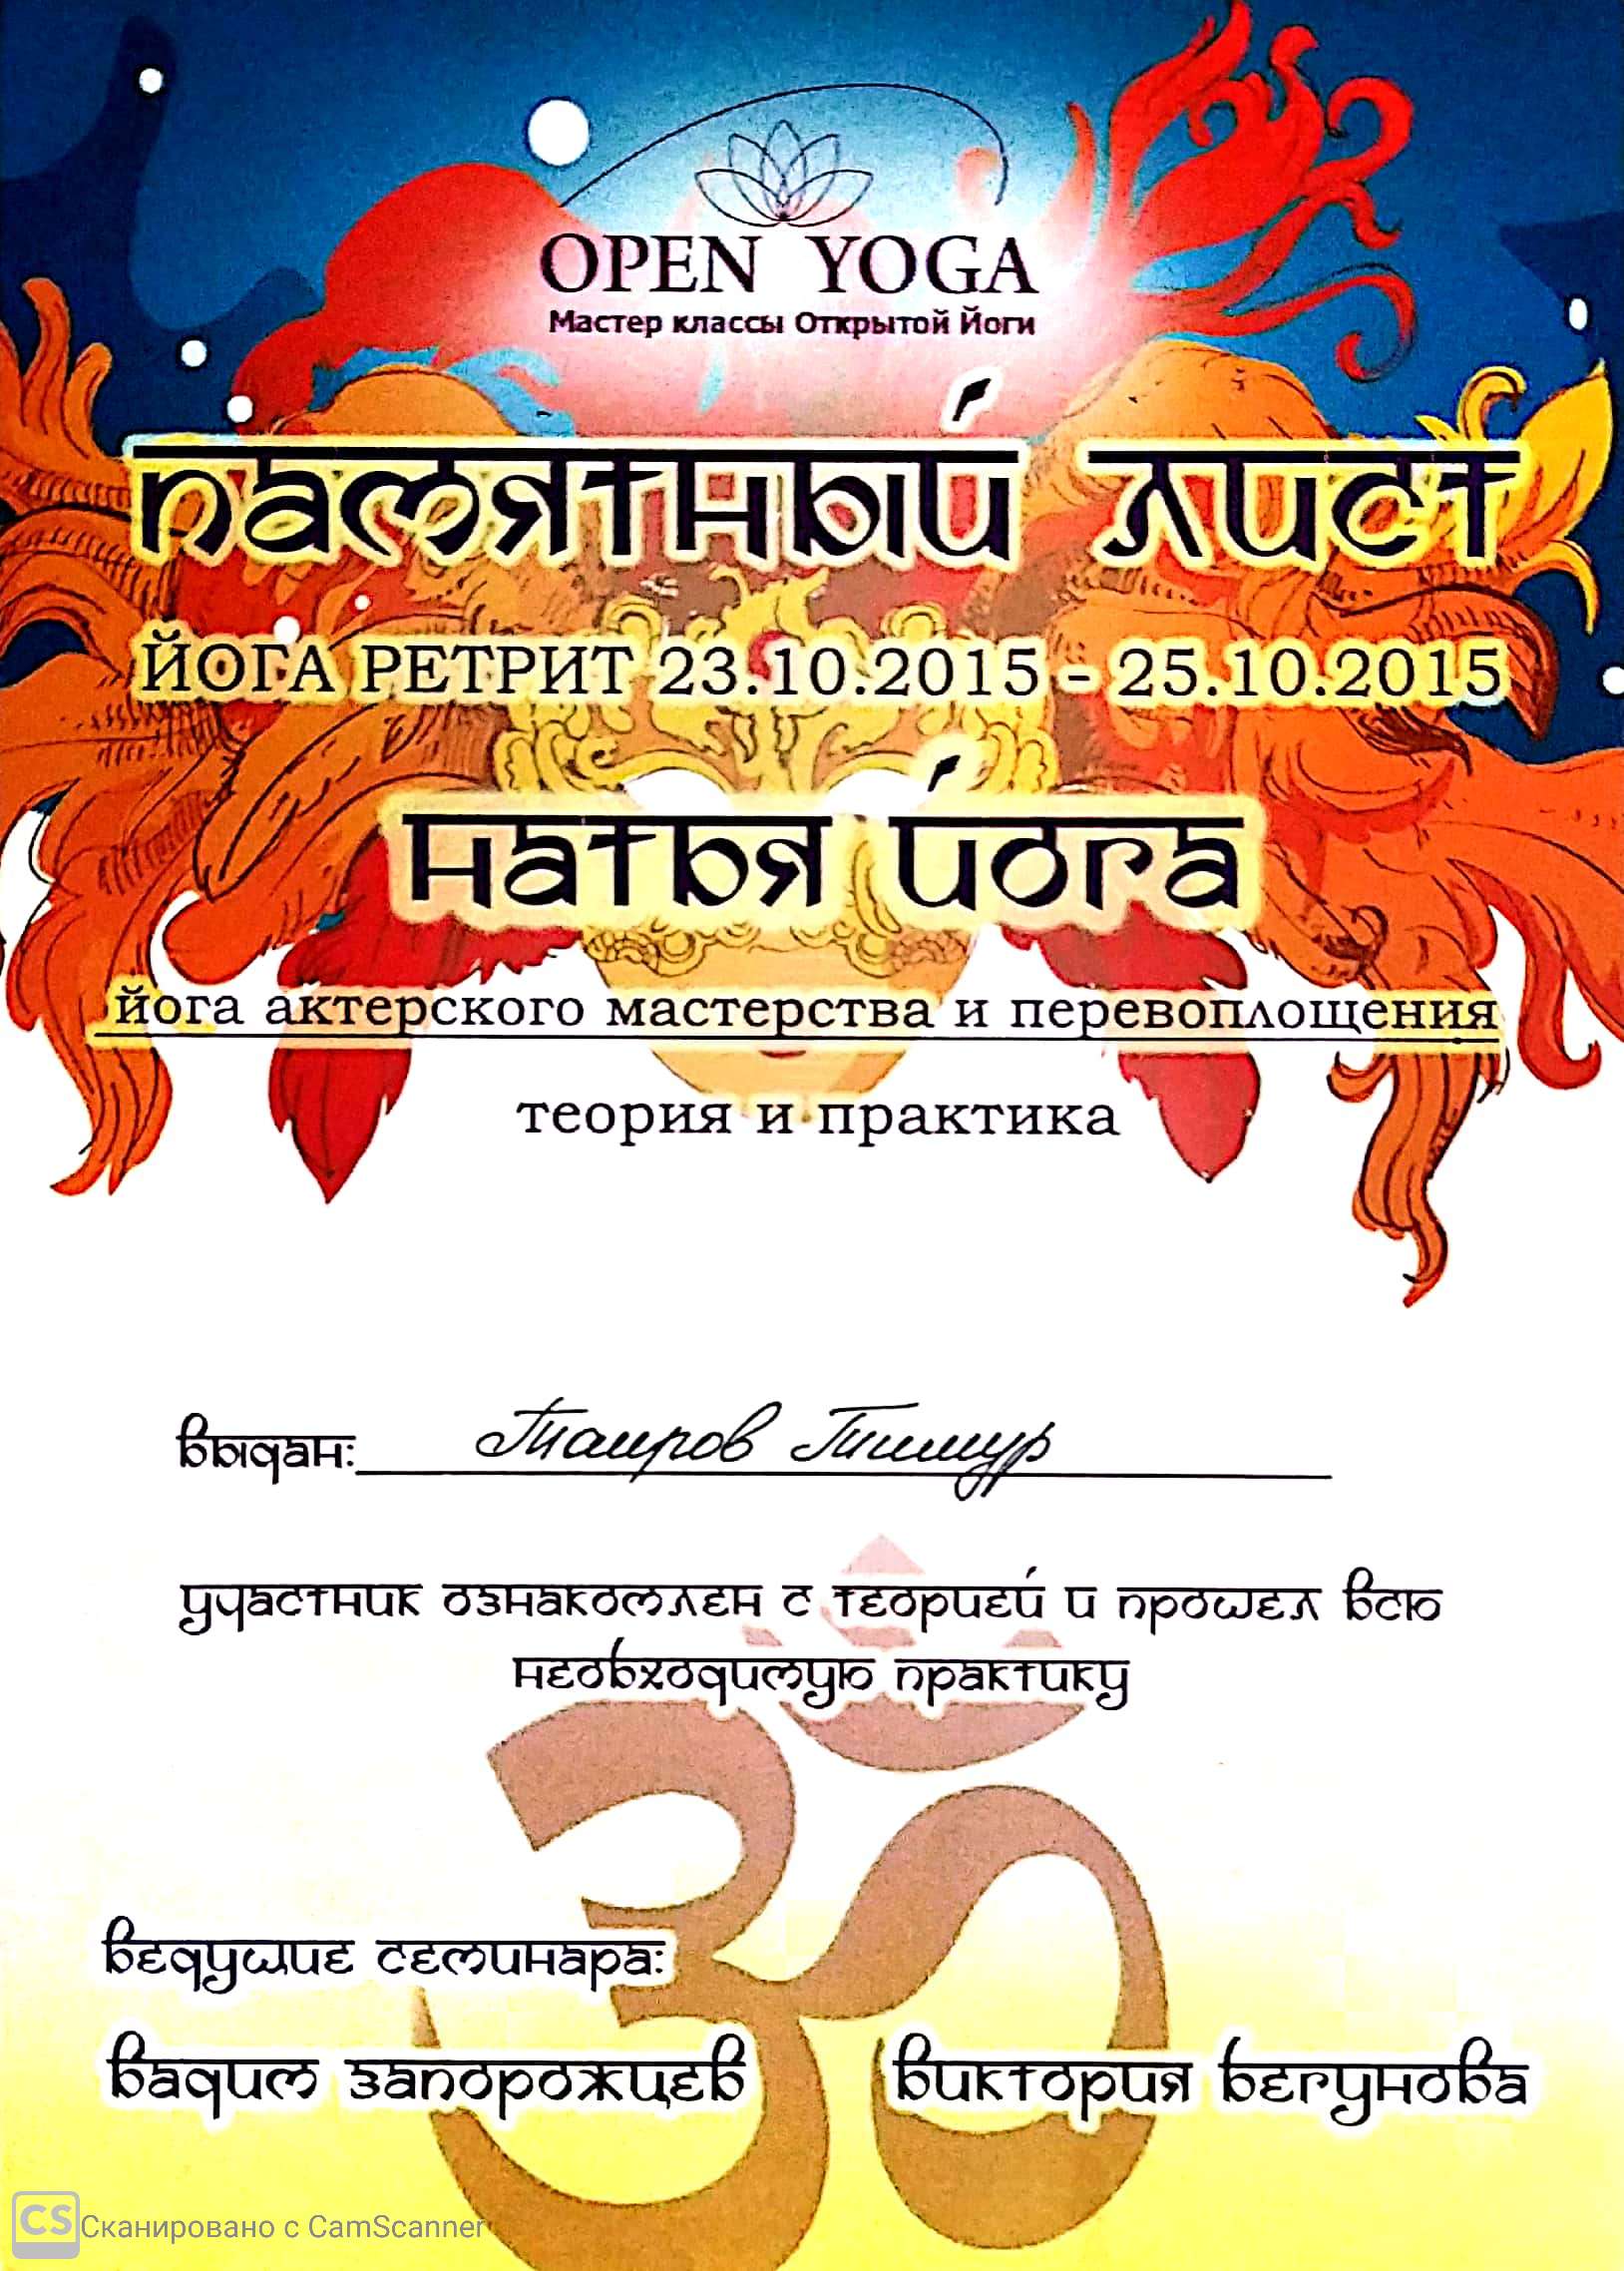 OPEN YOGA
Мастер классы Открытой Йоги
Памятный лист
ЙОГА РЕТРИТ 23.10.2015 - 25.10.2015
Натья йога
йога актерского мастерства и перевоплощения
теория и практика
Выдан: Таиров Тимур
участник ознакомлен с теорией и прошел всю
необходимую практику
Ведушие семинара:
Вадим Запорожцев Виктория Бегунова
CS Сканировано с CamScanner